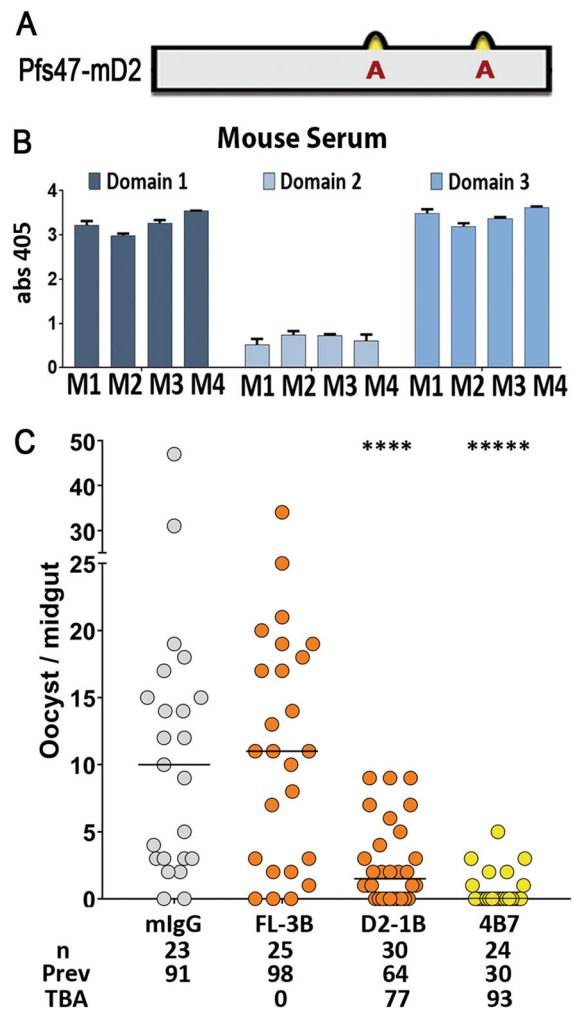 A
Pfs47-mD2
A A
B
Mouse Serum
Domain 1 Domain 2 Domain 3
abs 405
4
3
2
1
0
M1 M2 M3 M4 M1 M2 M3 M4 M1 M2 M3 M4
C
**** *****
Oocyst / midgut
50
40
30
25
20
15
10
5
0
mIgG FL-3B D2-1B 4B7
n 23 25 30 24
Prev 91 98 64 30
TBA 0 77 93